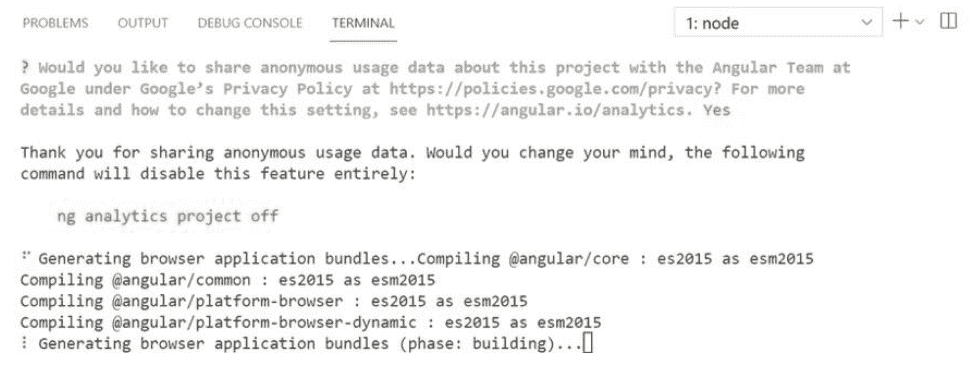 PROBLEMS OUTPUT DEBUG CONSOLE TERMINAL 1: node
? Would you like to share anonymous usage data about this project with the Angular Team at
Google under Google’s Privacy Policy at https://policies.google.com/privacy? For more
details and how to change this setting, see https://angular.io/analytics. Yes
Thank you for sharing anonymous usage data. Would you change your mind, the following
command will disable this feature entirely:
ng analytics project off
Generating browser application bundles...Compiling @angular/core : es2015 as esm2015
Compiling @angular/common : es2015 as esm2015
Compiling @angular/platform-browser : es2015 as esm2015
Compiling @angular/platform-browser-dynamic : es2015 as esm2015
Generating browser application bundles (phase: building)...